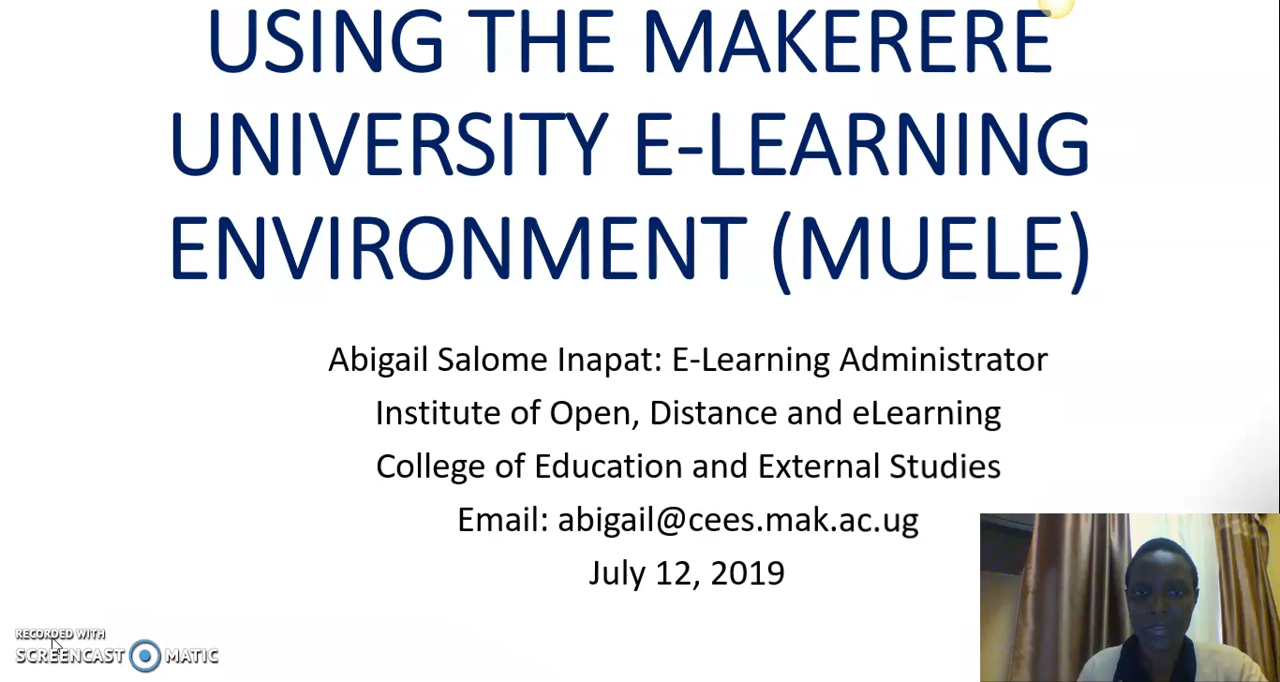 USING THE MAKERERE
UNIVERSITY E-LEARNING
ENVIRONMENT (MUELE)
Abigail Salome Inapat: E-Learning Administrator
Institute of Open, Distance and eLearning
College of Education and External Studies
Email: abigail@cees.mak.ac.ug
July 12, 2019
RECORDED WITH
SCREENCAST MATIC